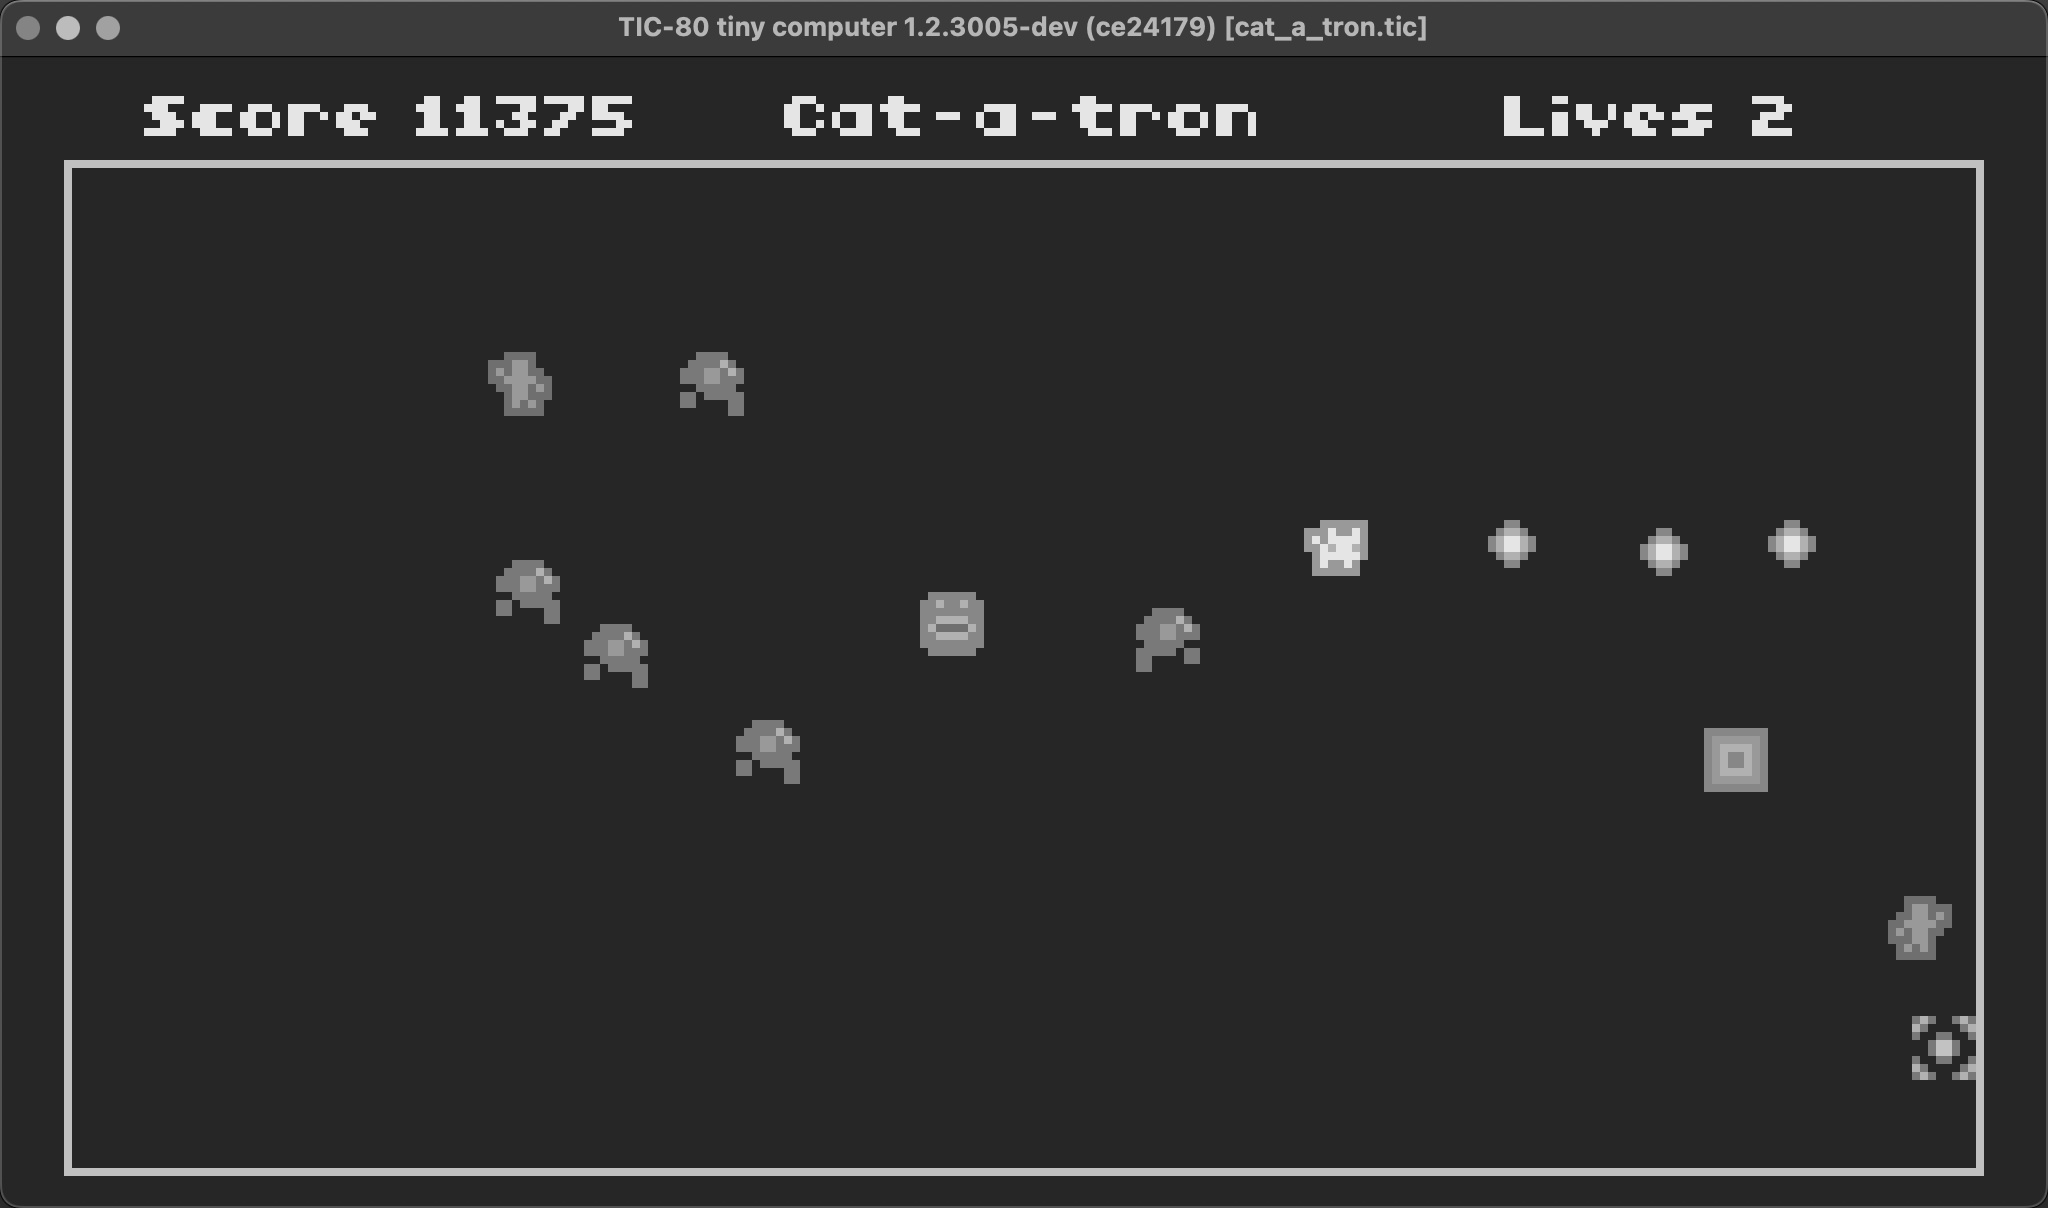 TIC-80 tiny computer 1.2.3005-dev (ce24179) [cat_a_tron.tic]
Score 11375 Cat-a-tron Lives 2